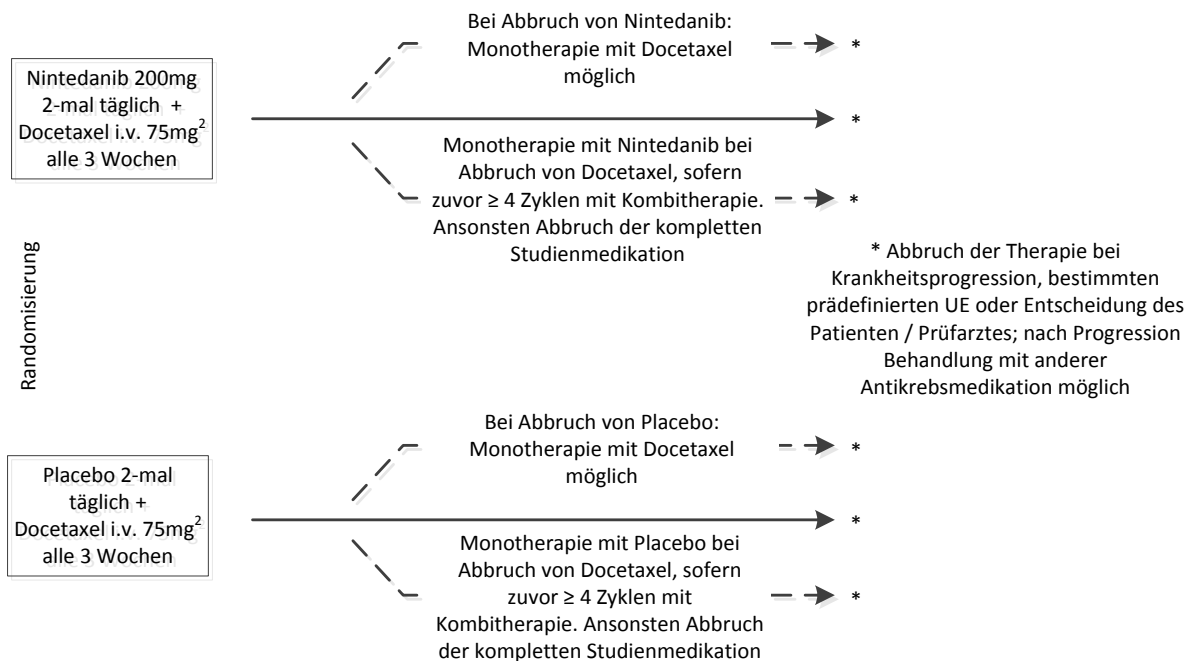 Bei Abbruch von Nintedanib:
Monotherapie mit Docetaxel
möglich
*
Nintedanib 200mg
2-mal täglich +
Docetaxel i.v. 75mg²
alle 3 Wochen
*
Monotherapie mit Nintedanib bei
Abbruch von Docetaxel, sofern
zuvor ≥ 4 Zyklen mit Kombitherapie.
Ansonsten Abbruch der kompletten
Studienmedikation
*
Randomisierung
* Abbruch der Therapie bei
Krankheitsprogression, bestimmten
prädefinierten UE oder Entscheidung des
Patienten / Prüfarztes; nach Progression
Behandlung mit anderer
Antikrebsmedikation möglich
Bei Abbruch von Placebo:
Monotherapie mit Docetaxel
möglich
*
Placebo 2-mal
täglich +
Docetaxel i.v. 75mg²
alle 3 Wochen
*
Monotherapie mit Placebo bei
Abbruch von Docetaxel, sofern
zuvor ≥ 4 Zyklen mit
Kombitherapie. Ansonsten Abbruch
der kompletten Studienmedikation
*